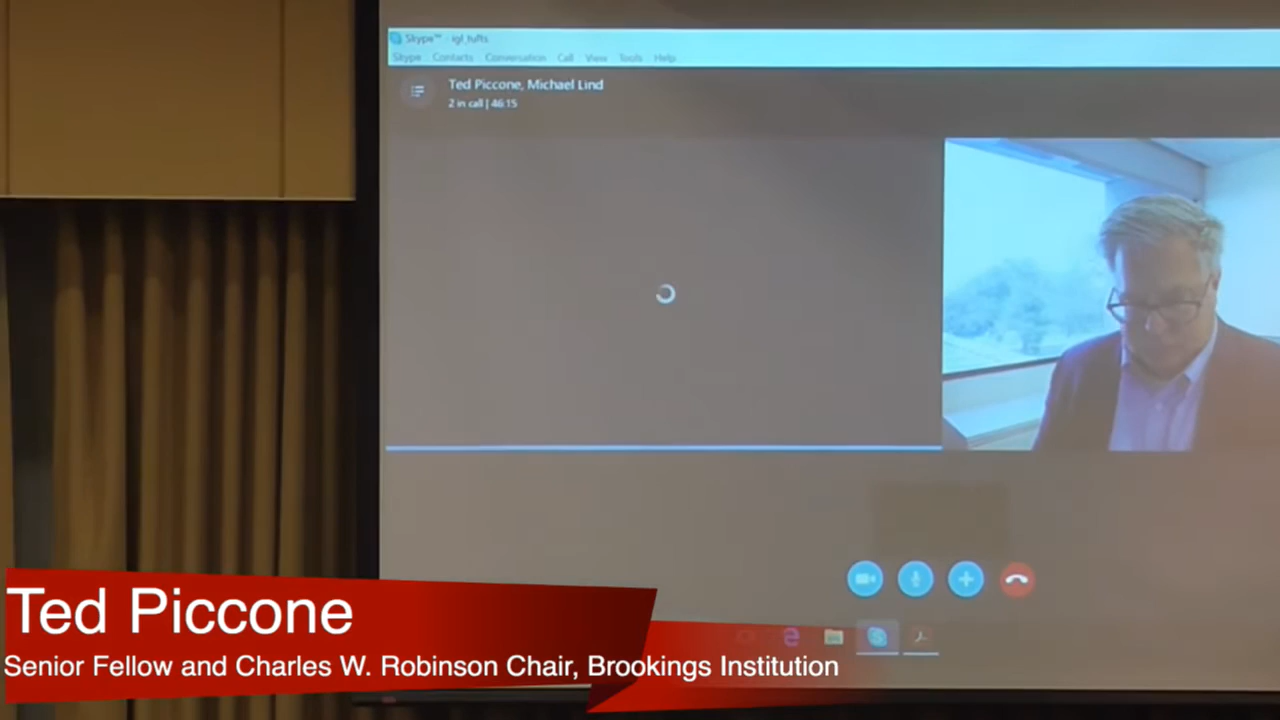 Skype™ - igl_tufts
Skype Contacts Conversation Call View Tools Help
Ted Piccone, Michael Lind
2 in call | 46:15
Ted Piccone
Senior Fellow and Charles W. Robinson Chair, Brookings Institution